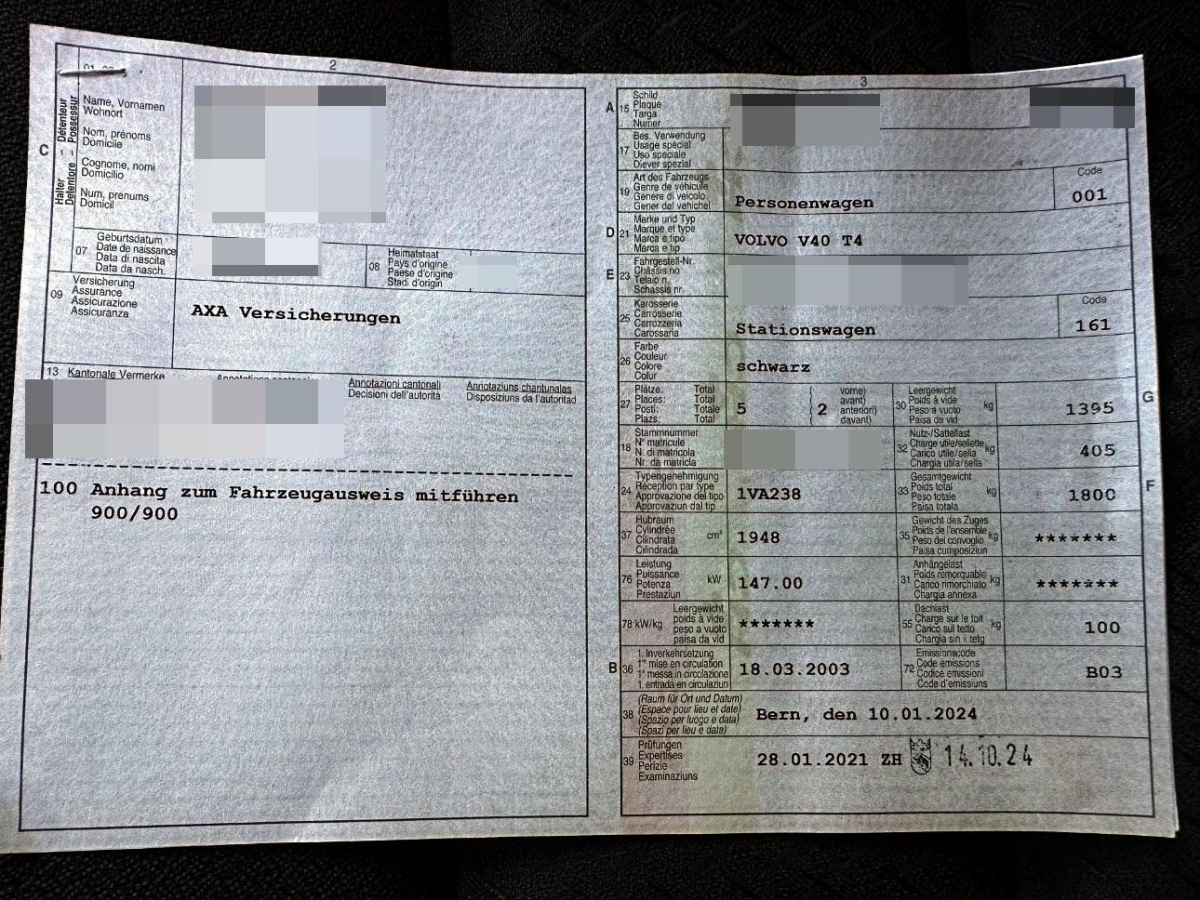 2
C
Halter - Détenteur
Detentore - Possessur
Name, Vornamen
Wohnort
Nom, prénoms
Domicile
Cognome, nomi
Domicilio
Num, prenums
Domicil
07
Geburtsdatum
Date de naissance
Data di nascita
Data da nasch.
08
Heimatstaat
Pays d'origine
Paese d'origine
Stadi d'origin
09
Versicherung
Assurance
Assicurazione
Assicuranza
AXA Versicherungen
13 Kantonale Vermerke
Annotazioni cantonali
Decisioni dell'autorità
Annotaziuns chantunalas
Disposiziuns da l'autoritad
100 Anhang zum Fahrzeugausweis mitführen
900/900
3
A 15
Schild
Plaque
Targa
Numer
17
Bes. Verwendung
Usage spécial
Uso speciale
Diever spezial
19
Art des Fahrzeugs
Genre de véhicule
Genere di veicolo
Gener dal vehichel
Personenwagen
Code
001
D 21
Marke und Typ
Marque et type
Marca e tipo
Marca e tip
VOLVO V40 T4
E 23
Fahrgestell-Nr.
Châssis no
Telaio n.
Schassis nr.
25
Karosserie
Carrosserie
Carrozzeria
Carossaria
Stationswagen
Code
161
26
Farbe
Couleur
Colore
Colur
schwarz
27
Plätze: Total
Places: Total
Posti: Totale
Plazs: Total
5
( 2
vorne)
avant)
anteriori)
davant)
30
Leergewicht
Poids à vide
Peso a vuoto
Paisa da vid
kg
1395
G
18
Stammnummer
N° matricule
N. di matricola
Nr. da matricla
32
Nutz-/Sattellast
Charge utile/sellette
Carico utile/sella
Chargia utila/sella
kg
405
24
Typengenehmigung
Réception par type
Approvazione del tipo
Approvaziun dal tip
1VA238
33
Gesamtgewicht
Poids total
Peso totale
Paisa totala
kg
1800
F
37
Hubraum
Cylindrée
Cilindrata
Cilindrada
cm³
1948
35
Gewicht des Zuges
Poids de l'ensemble
Peso del convoglio
Paisa cumposiziun
kg
*******
76
Leistung
Puissance
Potenza
Prestaziun
kW
147.00
31
Anhängelast
Poids remorquable
Carico rimorchiato
Chargia annexa
kg
*******
78 kW/kg
Leergewicht
poids à vide
peso a vuoto
paisa da vid
*******
55
Dachlast
Charge sur le toit
Carico sul tetto
Chargia sin il tetg
kg
100
B 36
1. Inverkehrsetzung
1re mise en circulation
1a messa in circolazione
1. entrada en circulaziun
18.03.2003
72
Emissionscode
Code émissions
Codice emissioni
Code d'emissiuns
B03
38
(Raum für Ort und Datum)
(Espace pour lieu et date)
(Spazio per luogo e data)
(Spazi per lieu e data)
Bern, den 10.01.2024
39
Prüfungen
Expertises
Perizie
Examinaziuns
28.01.2021 ZH 14.10.24